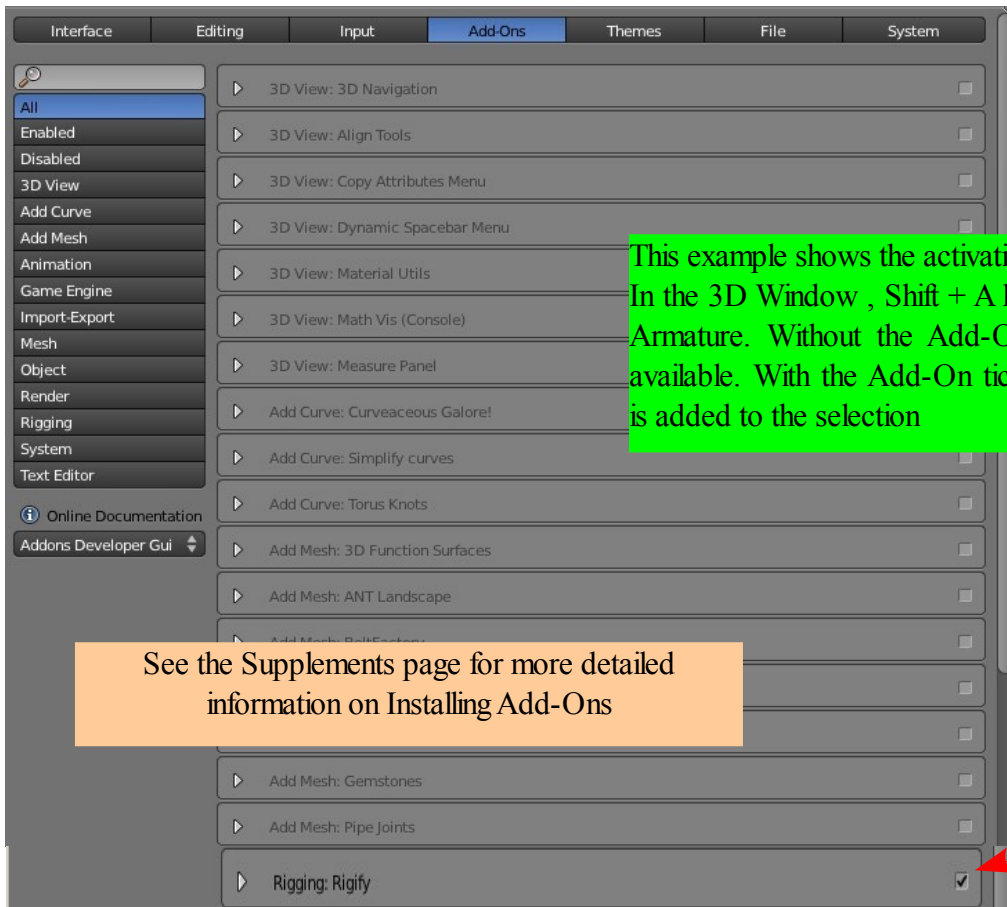 Interface Editing Input Add-Ons Themes File System
All
Enabled
Disabled
3D View
Add Curve
Add Mesh
Animation
Game Engine
Import-Export
Mesh
Object
Render
Rigging
System
Text Editor
Online Documentation
Addons Developer Gui
3D View: 3D Navigation
3D View: Align Tools
3D View: Copy Attributes Menu
3D View: Dynamic Spacebar Menu
3D View: Material Utils
3D View: Math Vis (Console)
3D View: Measure Panel
Add Curve: Curveaceous Galore!
Add Curve: Simplify curves
Add Curve: Torus Knots
Add Mesh: 3D Function Surfaces
Add Mesh: ANT Landscape
Add Mesh: BoltFactory
Add Mesh: Gemstones
Add Mesh: Pipe Joints
Rigging: Rigify
This example shows the
In the 3D Window , Shift + A
Armature. Without the
available. With the Add-On
is added to the selection
See the Supplements page for more detailed
information on Installing Add-Ons